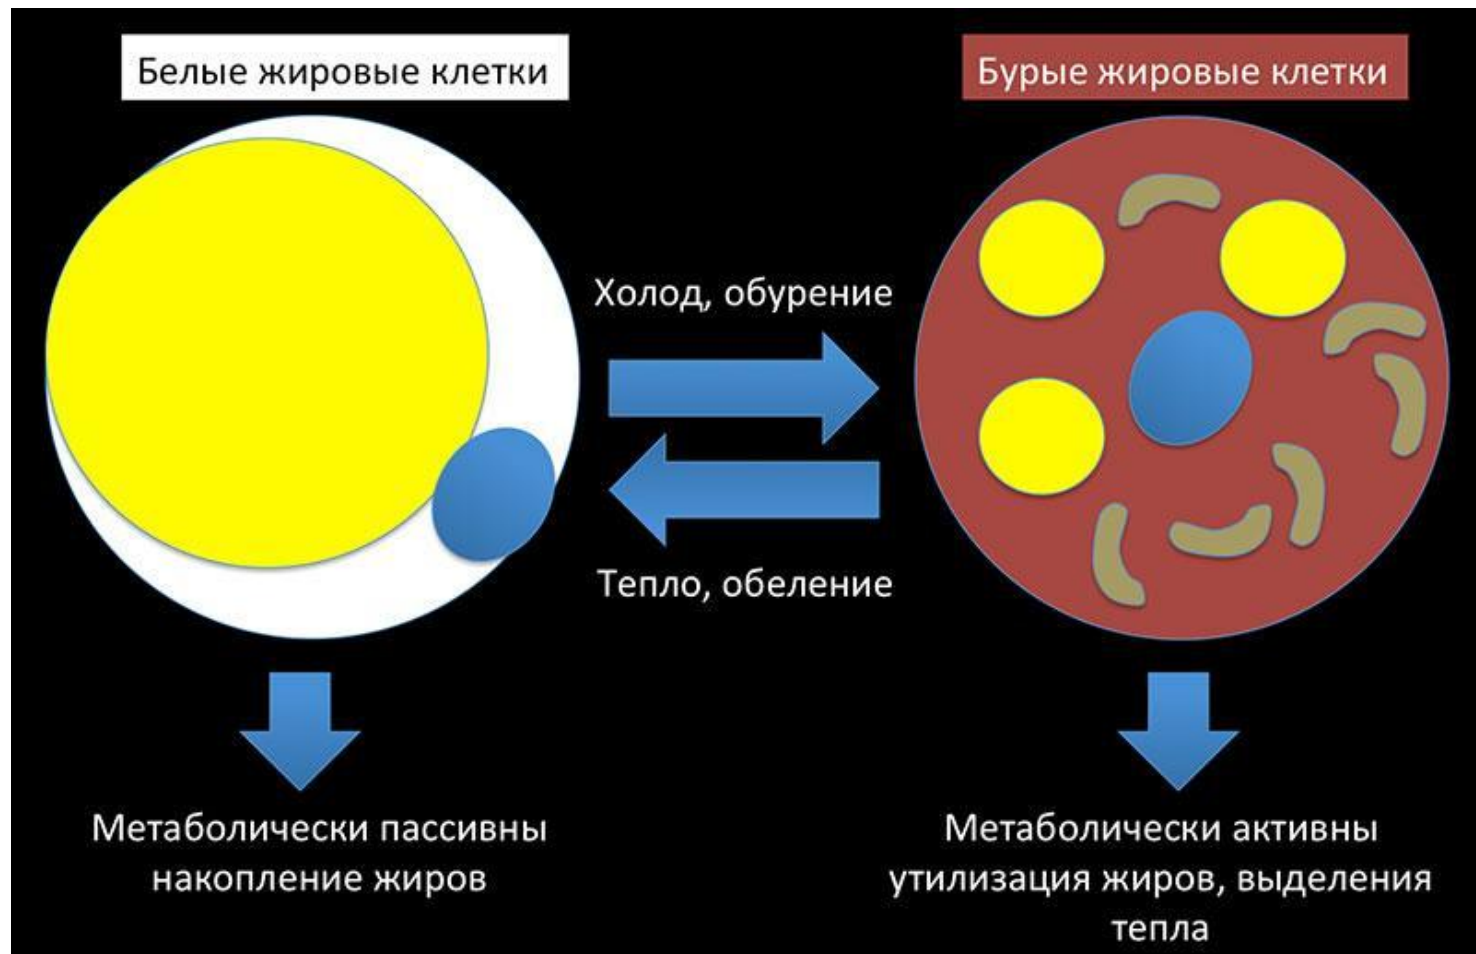 Белые жировые клетки
Бурые жировые клетки
Холод, обурение
Тепло, обеление
Метаболически пассивны
накопление жиров
Метаболически активны
утилизация жиров, выделения
тепла